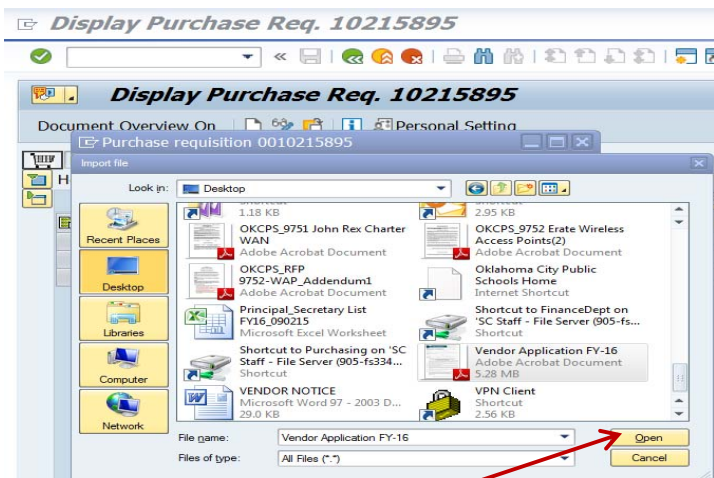 Display Purchase Req. 10215895
Display Purchase Req. 10215895
Document Overview On Personal Setting
Purchase requisition 0010215895
Import file
Look in: Desktop
Recent Places
Desktop
Libraries
Computer
Network
1.18 KB
2.95 KB
OKCPS_9751 John Rex Charter
WAN
Adobe Acrobat Document
OKCPS_9752 Erate Wireless
Access Points(2)
Adobe Acrobat Document
OKCPS_RFP
9752-WAP_Addendum1
Adobe Acrobat Document
Oklahoma City Public
Schools Home
Internet Shortcut
Principal_Secretary List
FY16_090215
Microsoft Excel Worksheet
Shortcut to FinanceDept on
'SC Staff - File Server (905-fs...
Shortcut
Shortcut to Purchasing on 'SC
Staff - File Server (905-fs334...
Shortcut
Vendor Application FY-16
Adobe Acrobat Document
5.28 MB
VENDOR NOTICE
Microsoft Word 97 - 2003 D...
29.0 KB
VPN Client
Shortcut
2.56 KB
File name: Vendor Application FY-16 Open
Files of type: All Files (*.*) Cancel